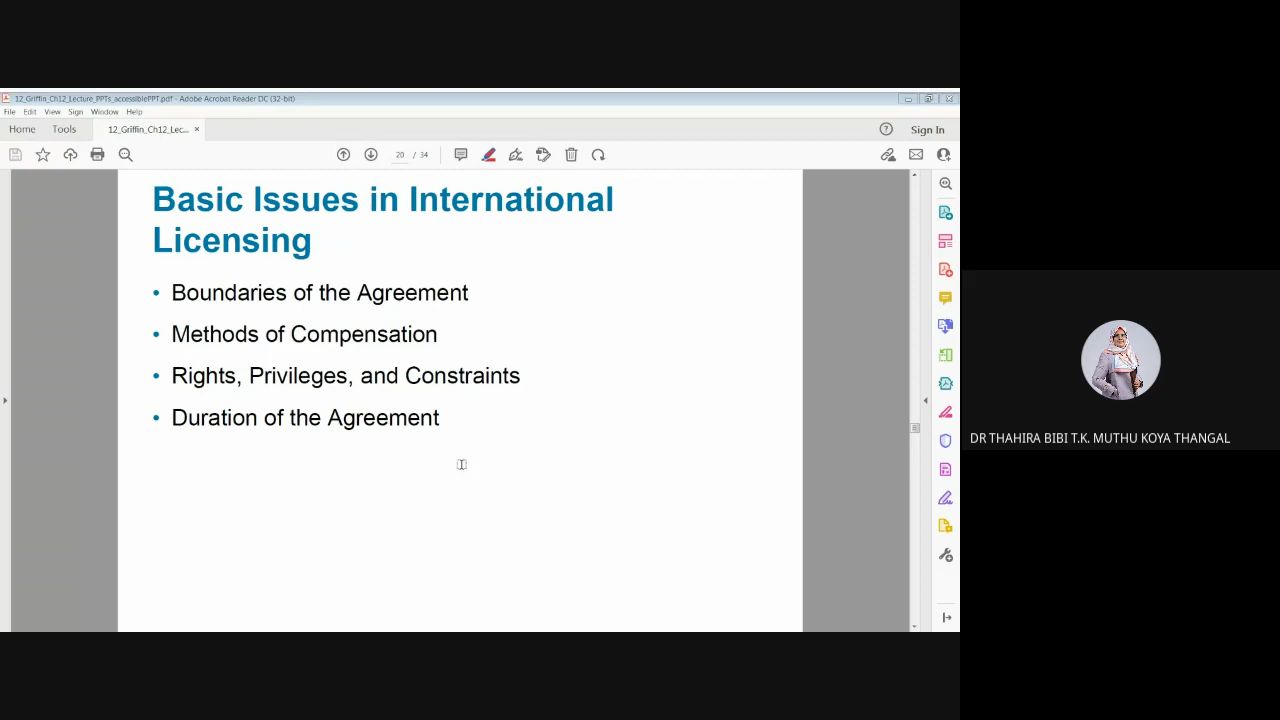 12_Griffin_Ch12_Lecture_PPTs_accessiblePPT.pdf - Adobe Acrobat Reader DC (32-bit)
File Edit View Sign Window Help
Home Tools 12_Griffin_Ch12_Lec... × Sign In
20 / 34
Basic Issues in International
Licensing
• Boundaries of the Agreement
• Methods of Compensation
• Rights, Privileges, and Constraints
• Duration of the Agreement
DR THAHIRA BIBI T.K. MUTHU KOYA THANGAL